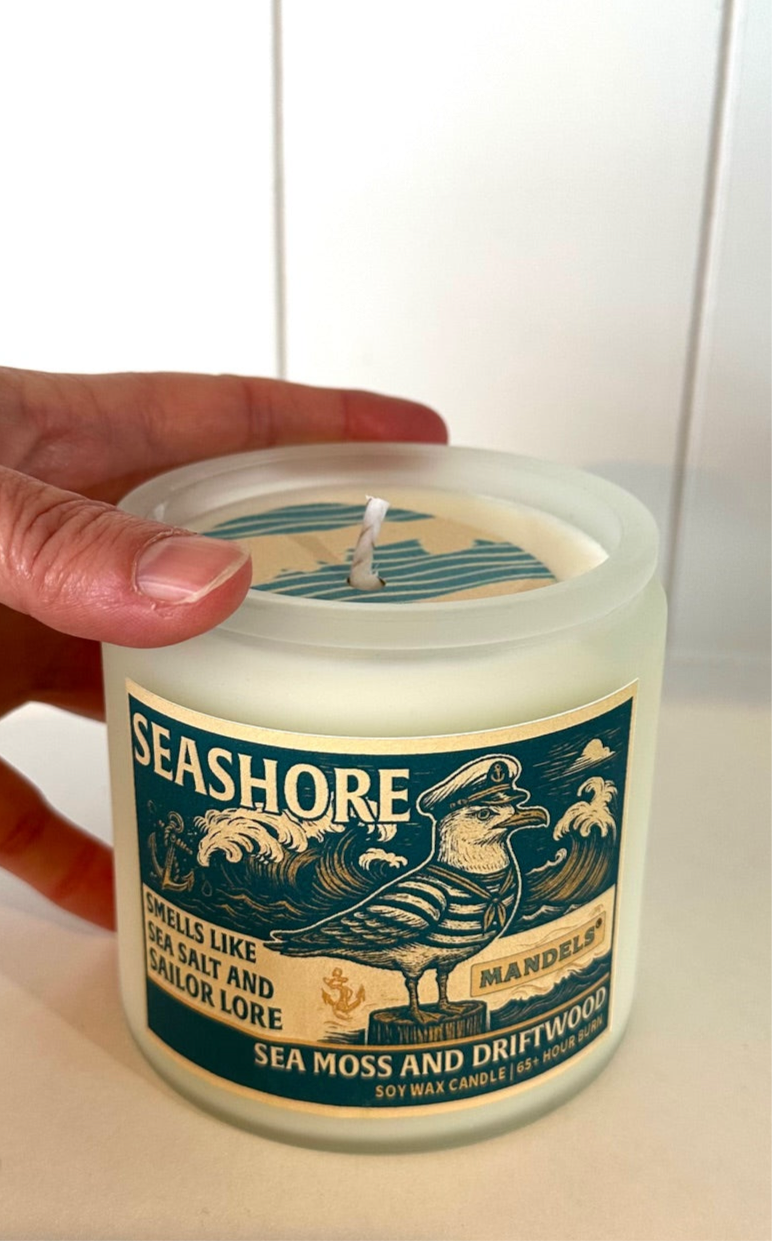 SEASHORE
SMELLS LIKE
SEA SALT AND
SAILOR LORE
MANDELS®
SEA MOSS AND DRIFTWOOD
SOY WAX CANDLE | 65+ HOUR BURN